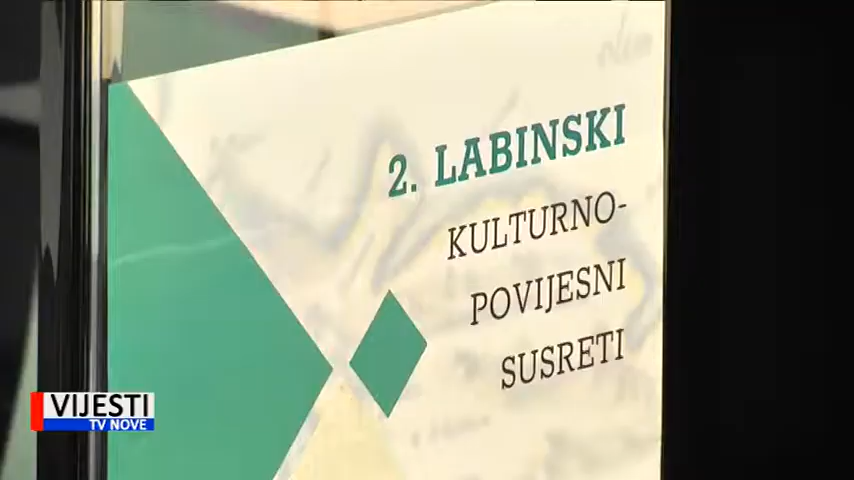 2. LABINSKI
KULTURNO-
POVIJESNI
SUSRETI
VIJESTI
TV NOVE